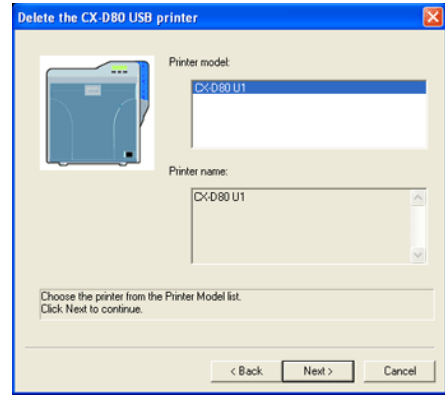 Delete the CX-D80 USB printer
Printer model:
CX-D80 U1
Printer name:
CX-D80 U1
Choose the printer from the Printer Model list.
Click Next to continue.
< Back
Next >
Cancel